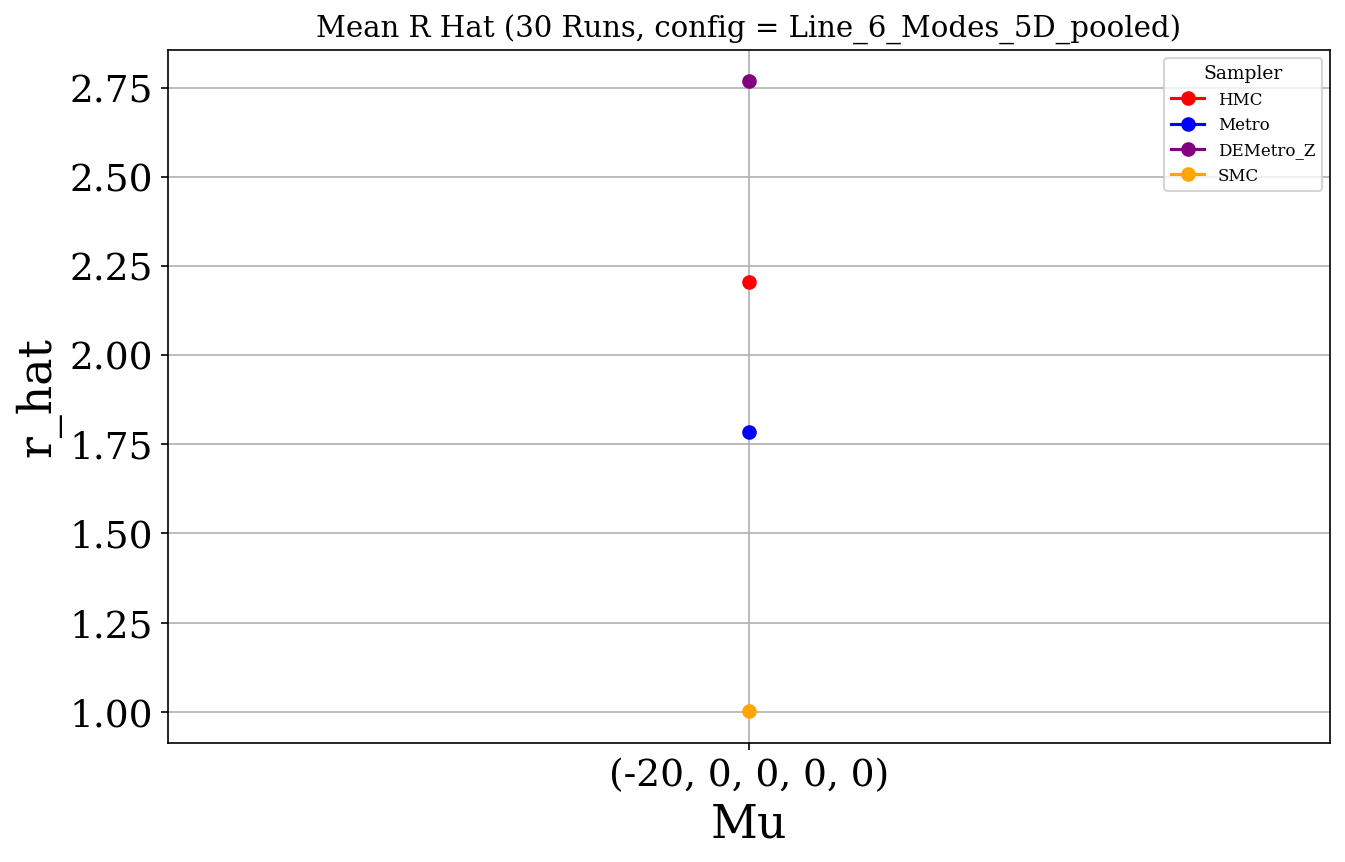 Mean R Hat (30 Runs, config = Line_6_Modes_5D_pooled)
Sampler
HMC
Metro
DEMetro_Z
SMC
r_hat
2.75
2.50
2.25
2.00
1.75
1.50
1.25
1.00
(-20, 0, 0, 0, 0)
Mu